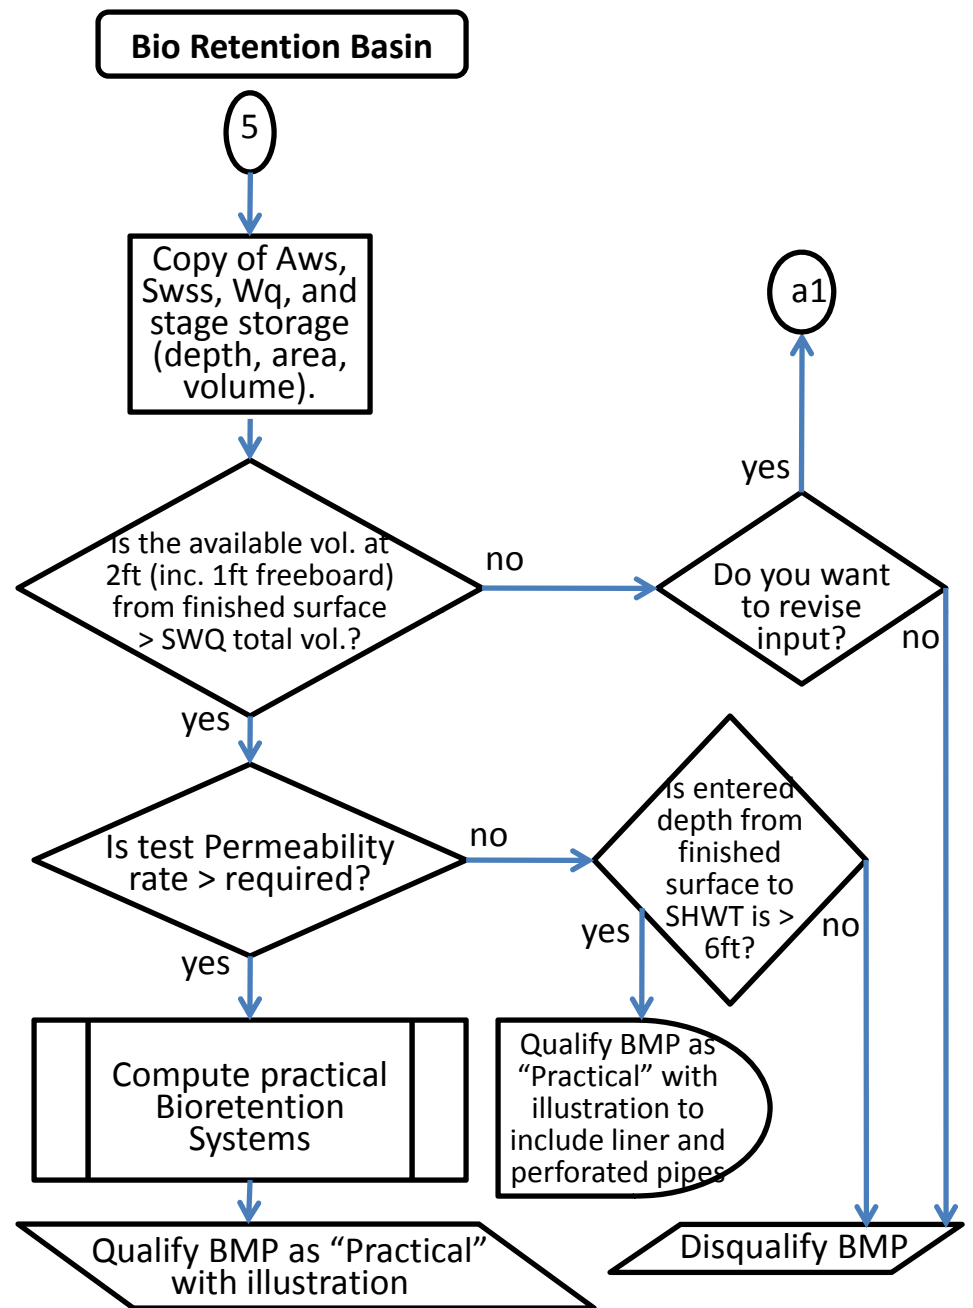 Bio Retention Basin
5
Copy of Aws,
Swss, Wq, and
stage storage
(depth, area,
volume).
a1
yes
Is the available vol. at
2ft (inc. 1ft freeboard)
from finished surface
> SWQ total vol.?
no
Do you want
to revise
input?
no
yes
Is test Permeability
rate > required?
no
Is entered
depth from
finished
surface to
SHWT is >
6ft?
yes
no
yes
Compute practical
Bioretention
Systems
Qualify BMP as
“Practical” with
illustration to
include liner and
perforated pipes
Qualify BMP as “Practical”
with illustration
Disqualify BMP